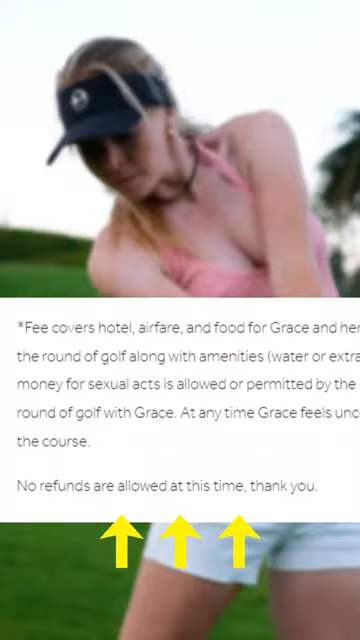 *Fee covers hotel, airfare, and food for Grace and her
the round of golf along with amenities (water or extra
money for sexual acts is allowed or permitted by the
round of golf with Grace. At any time Grace feels unc
the course.
No refunds are allowed at this time, thank you.